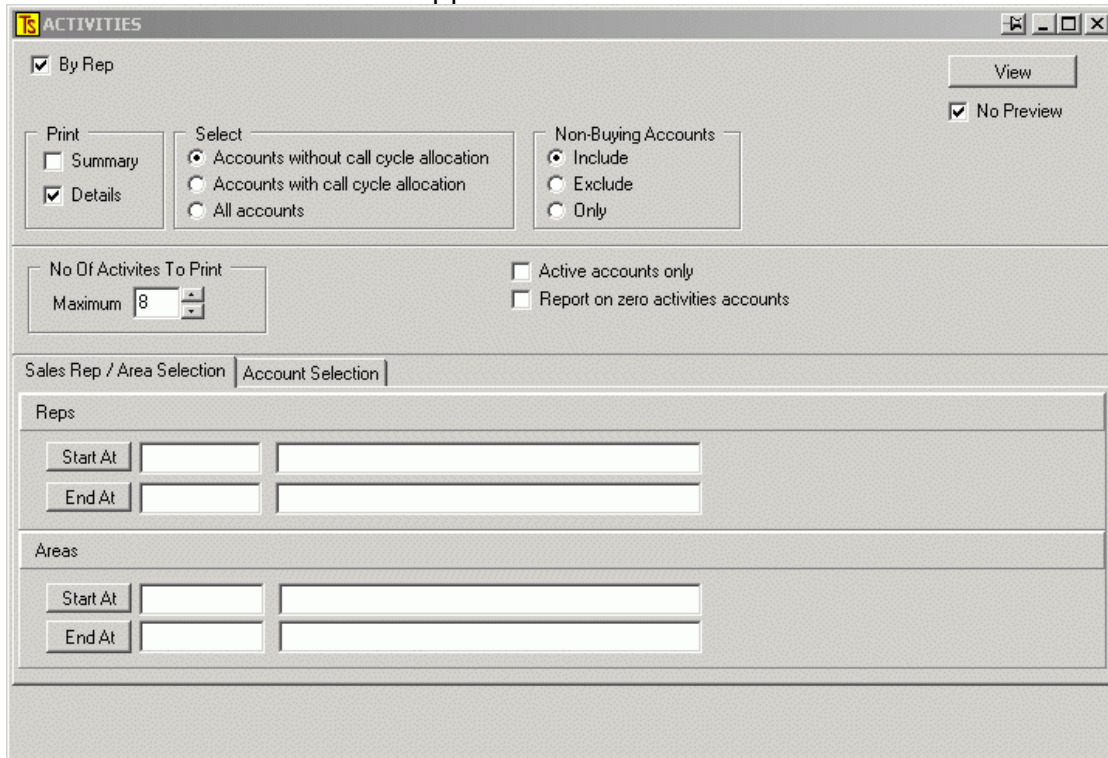 Ts ACTIVITIES
By Rep
View
No Preview
Print
Summary
Details
Select
Accounts without call cycle allocation
Accounts with call cycle allocation
All accounts
Non-Buying Accounts
Include
Exclude
Only
No Of Activites To Print
Maximum 8
Active accounts only
Report on zero activities accounts
Sales Rep / Area Selection Account Selection
Reps
Start At
End At
Areas
Start At
End At